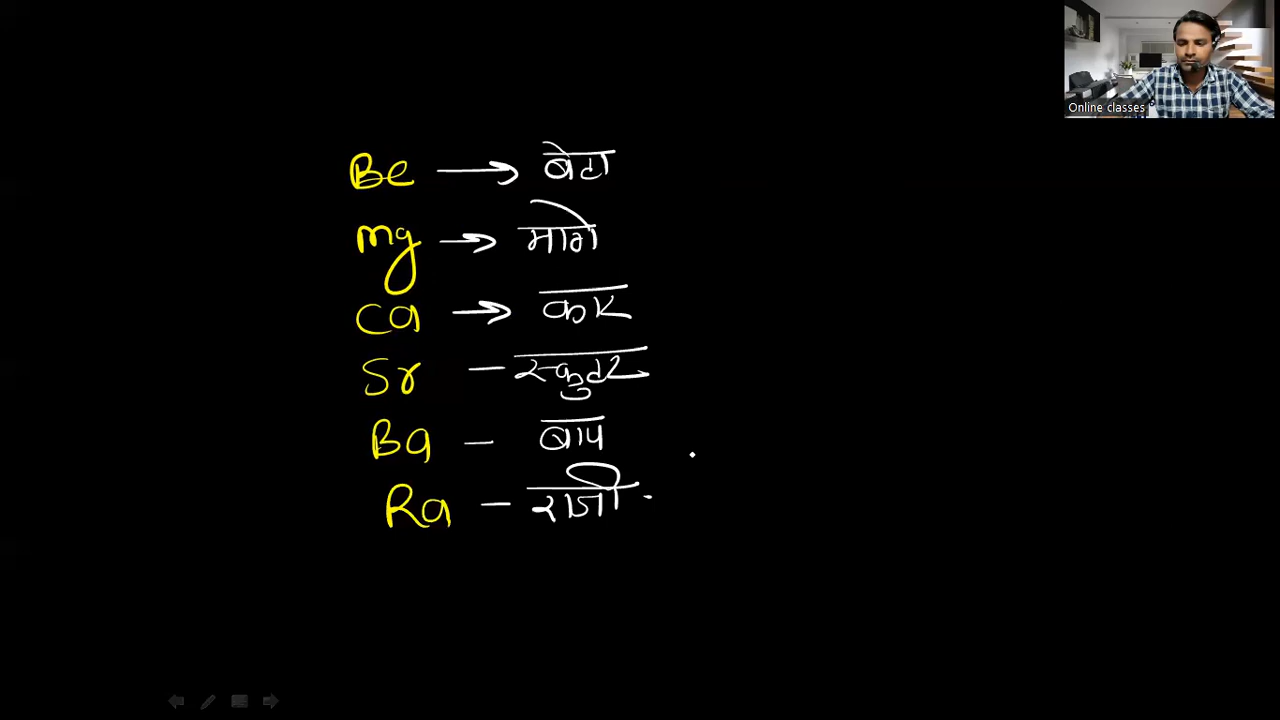 Online classes
Be → बेटा
mg → मांगे
Ca → कार
Sr - स्कुटर
Ba - बाप
Ra - राजी